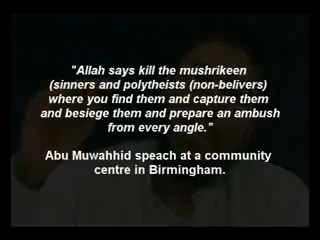 "Allah says kill the mushrikeen
(sinners and polytheists (non-belivers)
where you find them and capture them
and besiege them and prepare an ambush
from every angle."
Abu Muwahhid speach at a community
centre in Birmingham.